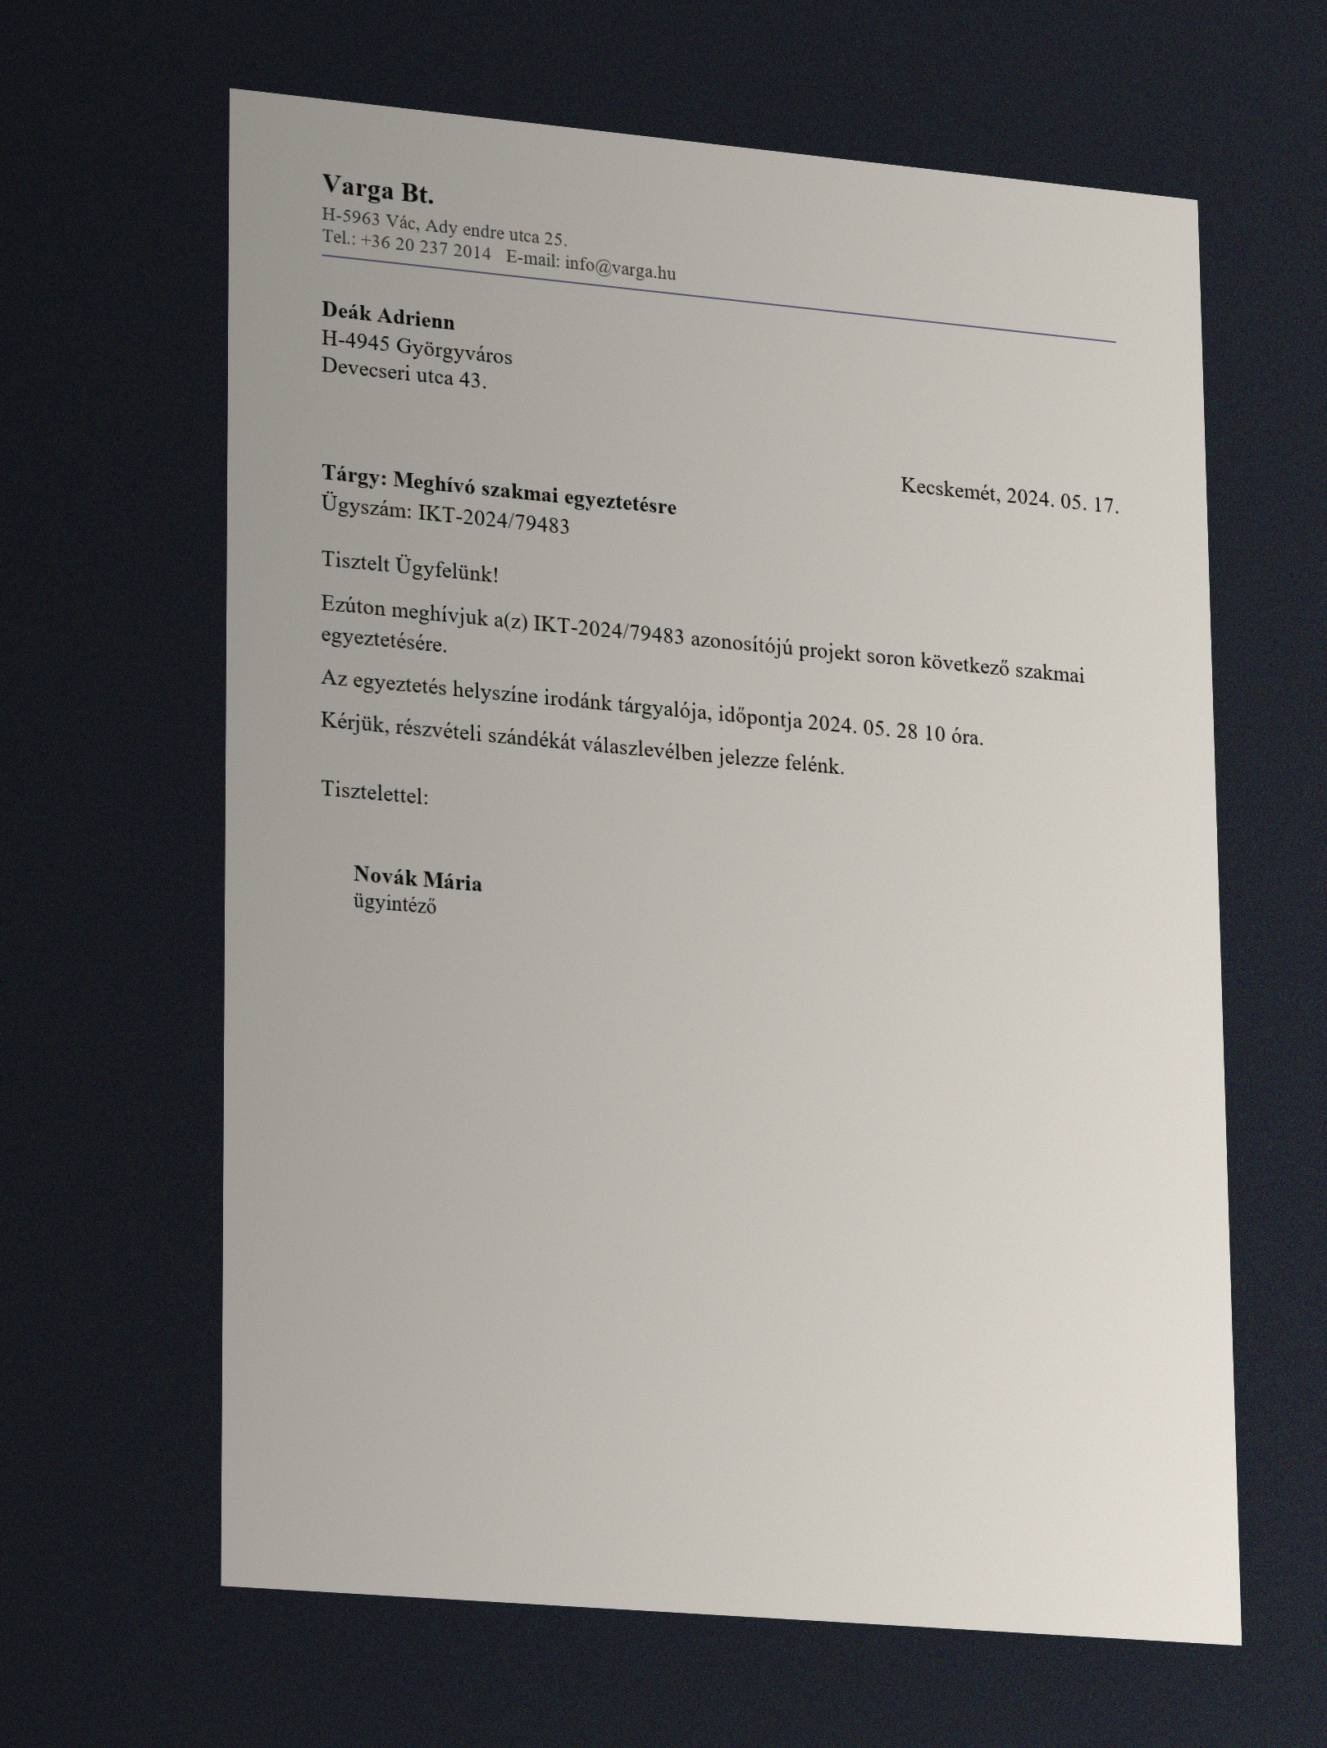 Varga Bt.
H-5963 Vác, Ady endre utca 25.
Tel.: +36 20 237 2014 E-mail: info@varga.hu
Deák Adrienn
H-4945 Györgyváros
Devecseri utca 43.
Kecskemét, 2024. 05. 17.
Tárgy: Meghívó szakmai egyeztetésre
Ügyszám: IKT-2024/79483
Tisztelt Ügyfelünk!
Ezúton meghívjuk a(z) IKT-2024/79483 azonosítójú projekt soron következő szakmai
egyeztetésére.
Az egyeztetés helyszíne irodánk tárgyalója, időpontja 2024. 05. 28 10 óra.
Kérjük, részvételi szándékát válaszlevélben jelezze felénk.
Tisztelettel:
Novák Mária
ügyintéző